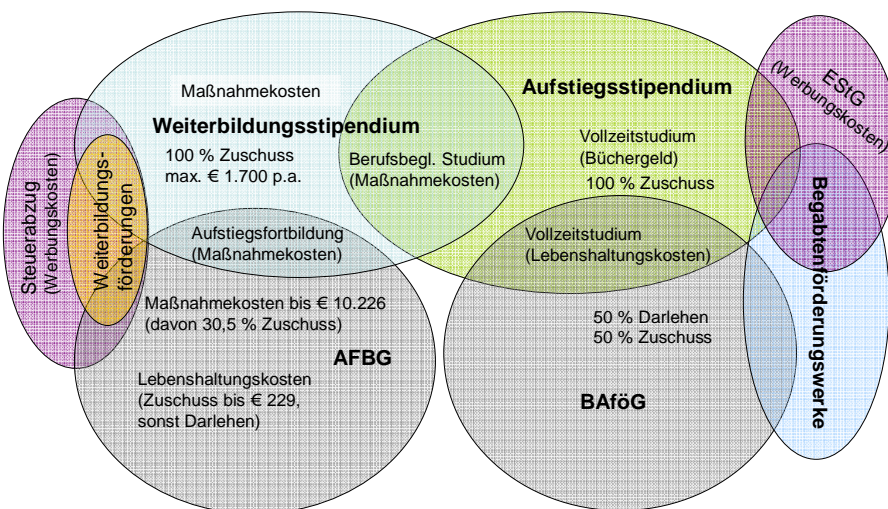 Maßnahmekosten
Weiterbildungsstipendium
100 % Zuschuss
max. € 1.700 p.a.
Berufsbegl. Studium
(Maßnahmekosten)
Aufstiegsstipendium
Vollzeitstudium
(Büchergeld)
100 % Zuschuss
EStG
(Werbungskosten)
Steuerabzug
(Werbungskosten)
Weiterbildungs-
förderungen
Aufstiegsfortbildung
(Maßnahmekosten)
Vollzeitstudium
(Lebenshaltungskosten)
Begabtenförderungswerke
Maßnahmekosten bis € 10.226
(davon 30,5 % Zuschuss)
AFBG
Lebenshaltungskosten
(Zuschuss bis € 229,
sonst Darlehen)
50 % Darlehen
50 % Zuschuss
BAföG